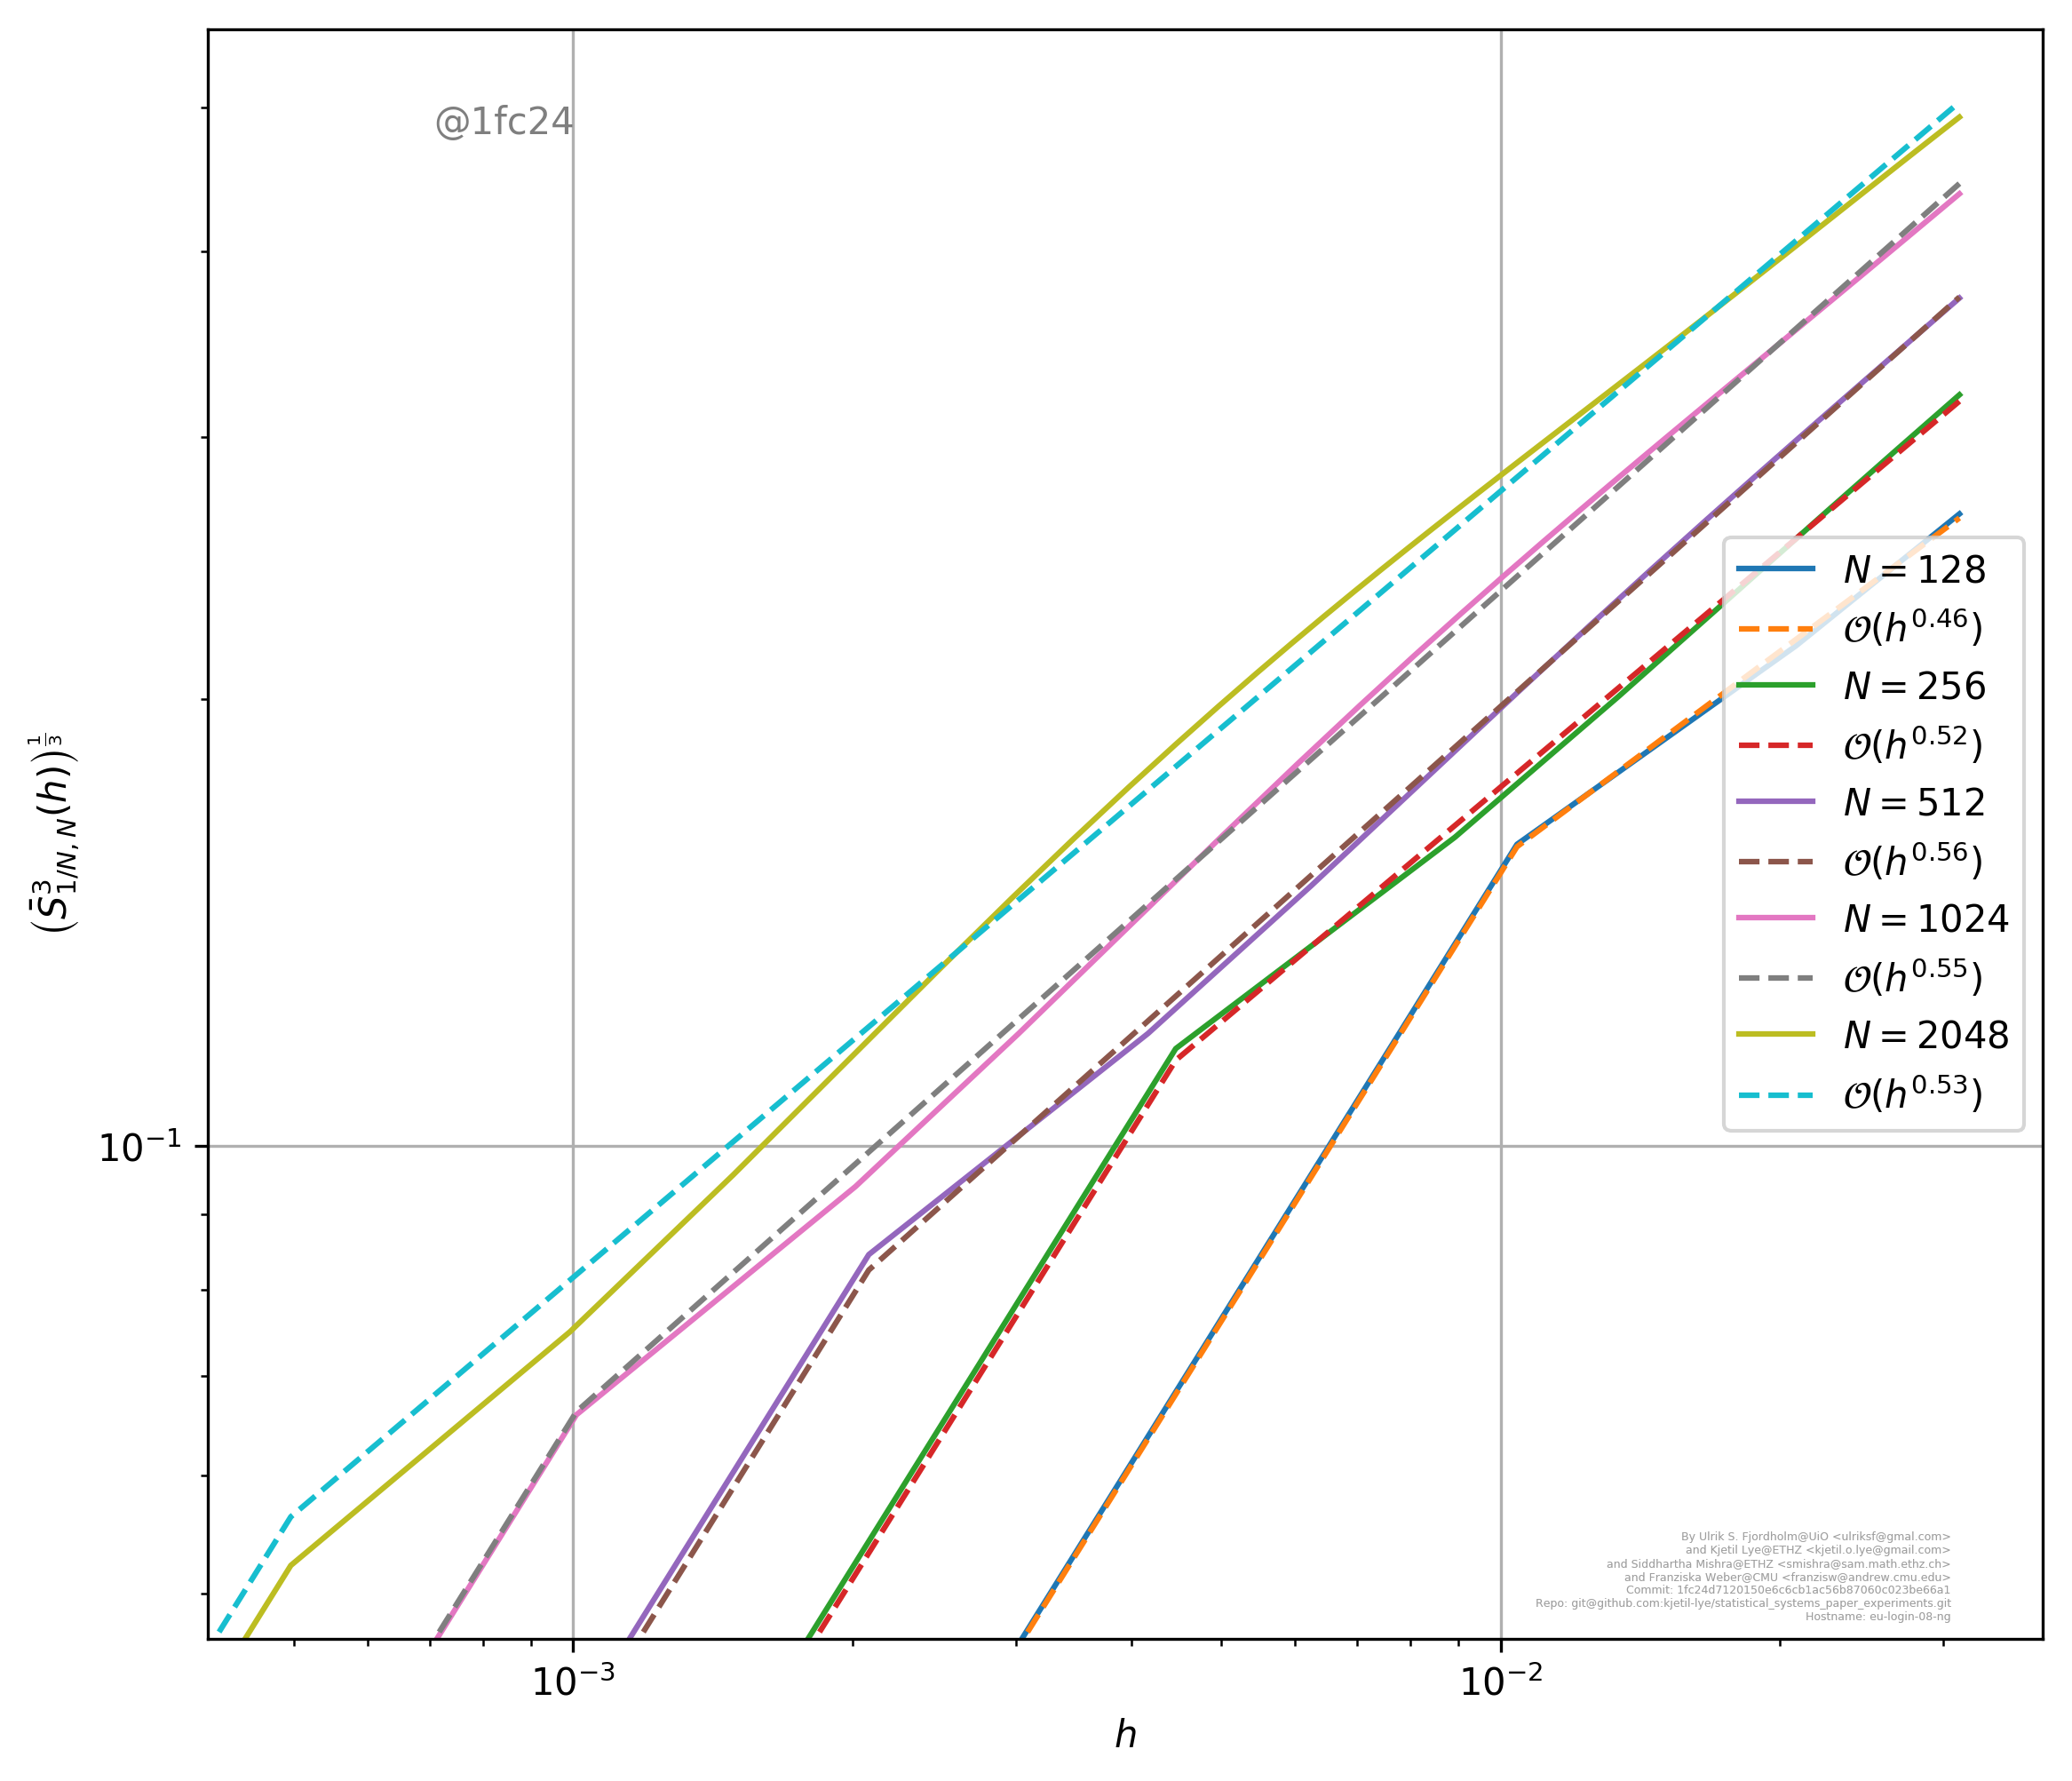 @1fc24
(S̄³₁/N, N(h))^(1/3)
10⁻¹
10⁻³
10⁻²
h
N = 128
𝒪(h^0.46)
N = 256
𝒪(h^0.52)
N = 512
𝒪(h^0.56)
N = 1024
𝒪(h^0.55)
N = 2048
𝒪(h^0.53)
By Ulrik S. Fjordholm@UiO <ulriksf@gmal.com>
and Kjetil Lye@ETHZ <kjetil.o.lye@gmail.com>
and Siddhartha Mishra@ETHZ <smishra@sam.math.ethz.ch>
and Franziska Weber@CMU <franzisw@andrew.cmu.edu>
Commit: 1fc24d7120150e6c6cb1ac56b87060c023be66a1
Repo: git@github.com:kjetil-lye/statistical_systems_paper_experiments.git
Hostname: eu-login-08-ng